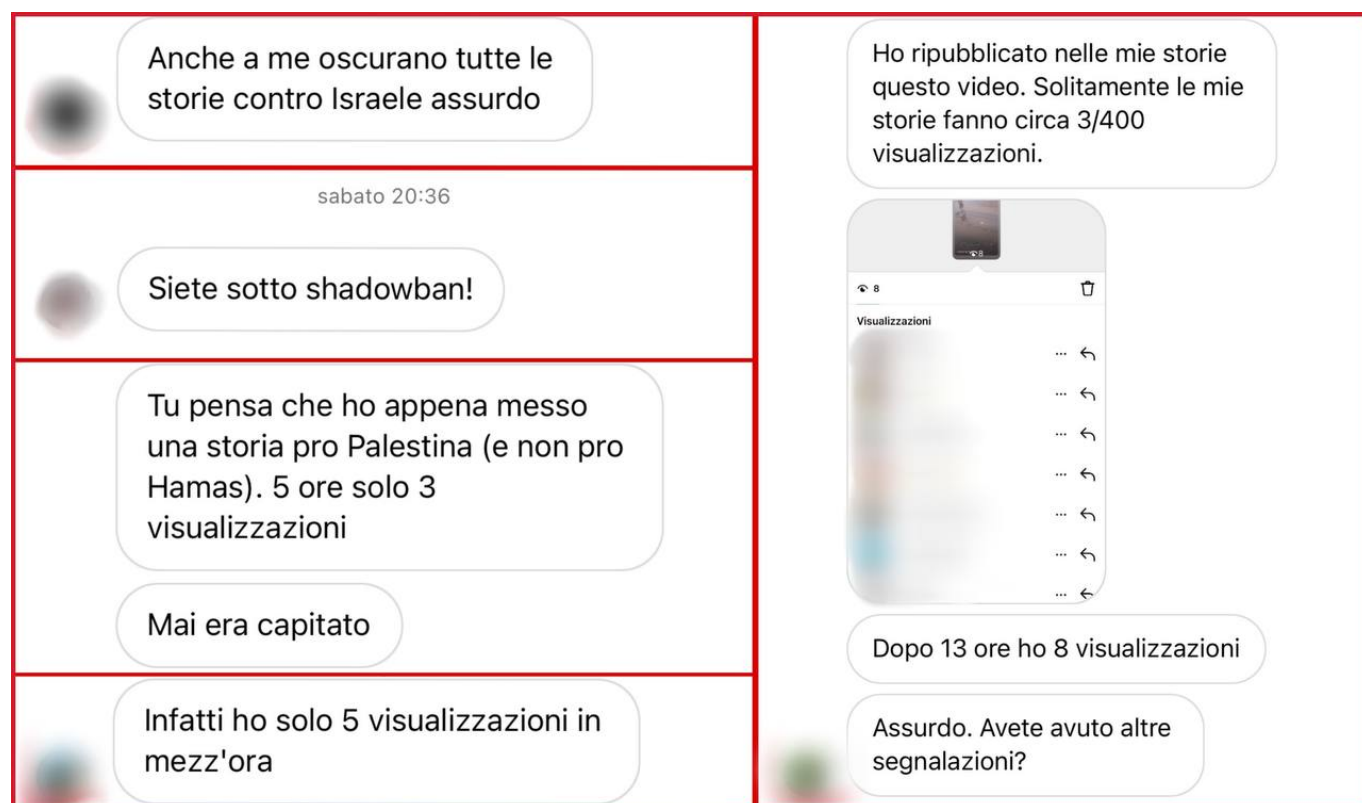 Anche a me oscurano tutte le
storie contro Israele assurdo
sabato 20:36
Siete sotto shadowban!
Tu pensa che ho appena messo
una storia pro Palestina (e non pro
Hamas). 5 ore solo 3
visualizzazioni
Mai era capitato
Infatti ho solo 5 visualizzazioni in
mezz'ora
Ho ripubblicato nelle mie storie
questo video. Solitamente le mie
storie fanno circa 3/400
visualizzazioni.
8
8
Visualizzazioni
Dopo 13 ore ho 8 visualizzazioni
Assurdo. Avete avuto altre
segnalazioni?